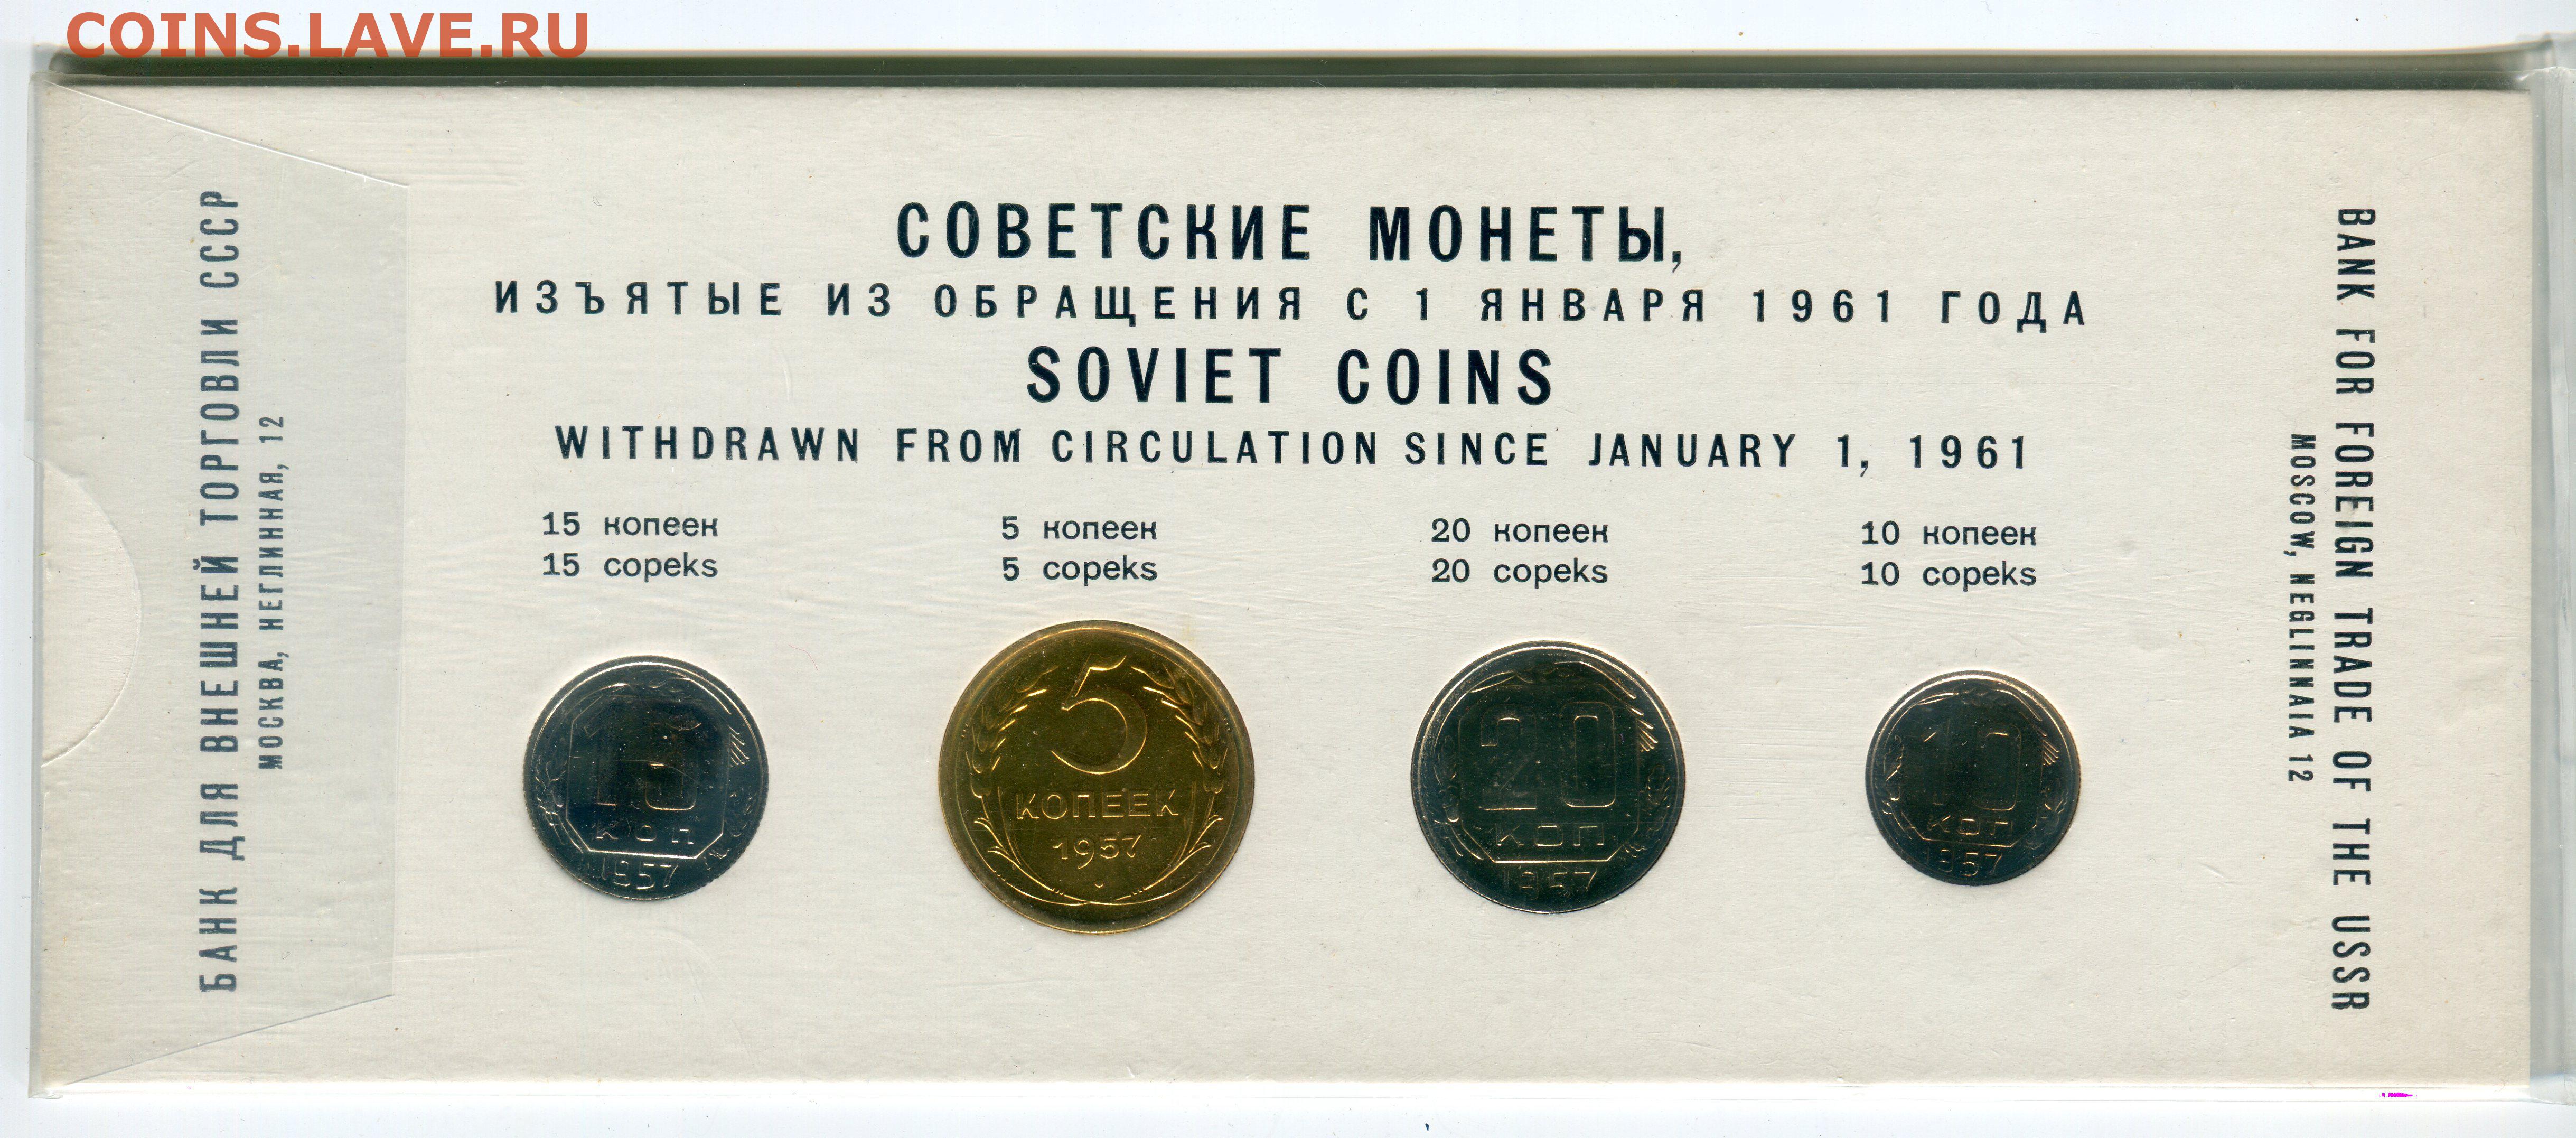 COINS.LAVE.RU
БАНК ДЛЯ ВНЕШНЕЙ ТОРГОВЛИ СССР
МОСКВА, НЕГЛИННАЯ, 12
СОВЕТСКИЕ МОНЕТЫ,
ИЗЪЯТЫЕ ИЗ ОБРАЩЕНИЯ С 1 ЯНВАРЯ 1961 ГОДА
SOVIET COINS
WITHDRAWN FROM CIRCULATION SINCE JANUARY 1, 1961
15 копеек
15 copeks
5 копеек
5 copeks
20 копеек
20 copeks
10 копеек
10 copeks
15
КОП
1957
5
КОПЕЕК
1957
20
КОП
1957
10
КОП
1957
BANK FOR FOREIGN TRADE OF THE USSR
MOSCOW, NEGLINNAIA 12